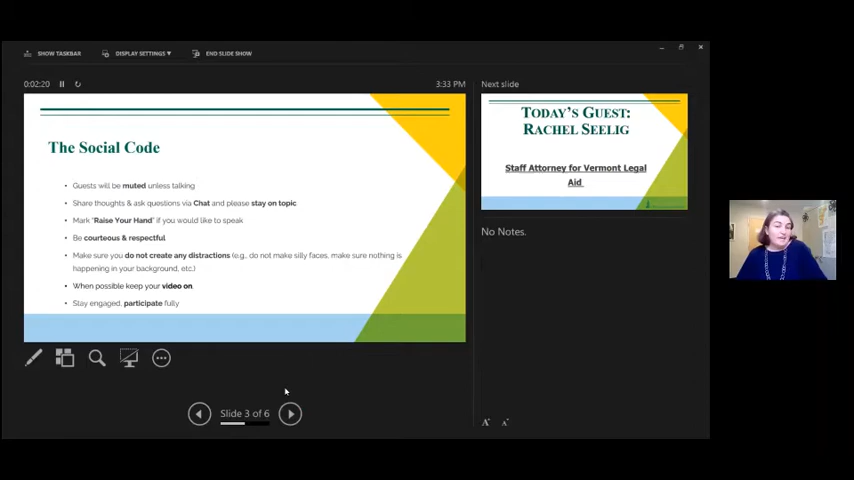 SHOW TASKBAR
DISPLAY SETTINGS ▼
END SLIDE SHOW
0:02:20
3:33 PM
The Social Code
• Guests will be muted unless talking
• Share thoughts & ask questions via Chat and please stay on topic
• Mark "Raise Your Hand" if you would like to speak
• Be courteous & respectful
• Make sure you do not create any distractions (e.g., do not make silly faces, make sure nothing is
happening in your background, etc.)
• When possible keep your video on.
• Stay engaged, participate fully
Slide 3 of 6
Next slide
TODAY'S GUEST:
RACHEL SEELIG
Staff Attorney for Vermont Legal
Aid
No Notes.
A A